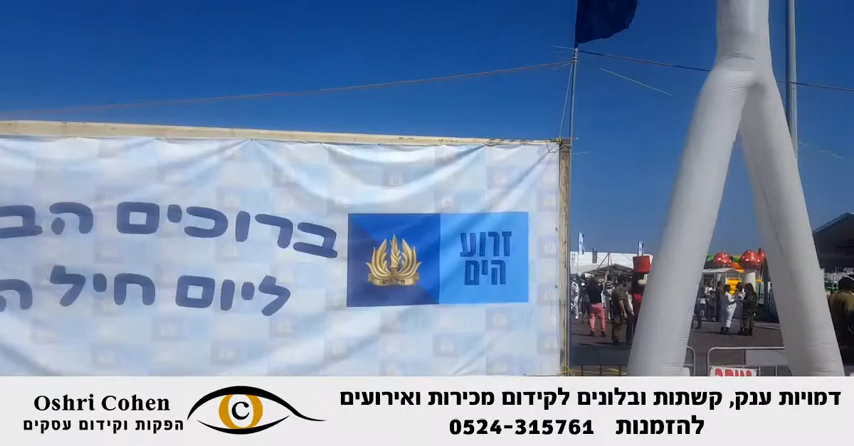 ברוכים הב
ליום חיל ה
זרוע
הים
Oshri Cohen
הפקות וקידום עסקים
C
דמויות ענק, קשתות ובלונים לקידום מכירות ואירועים
להזמנות 0524-315761